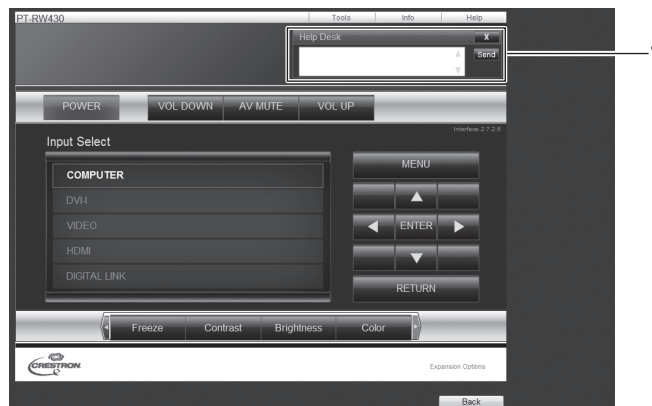 PT-RW430
Tools Info Help
Help Desk X
Send
POWER VOL DOWN AV MUTE VOL UP
Interface 2.7.2.6
Input Select
COMPUTER
DVI-I
VIDEO
HDMI
DIGITAL LINK
MENU
ENTER
RETURN
Freeze Contrast Brightness Color
CRESTRON
Expansion Options
Back